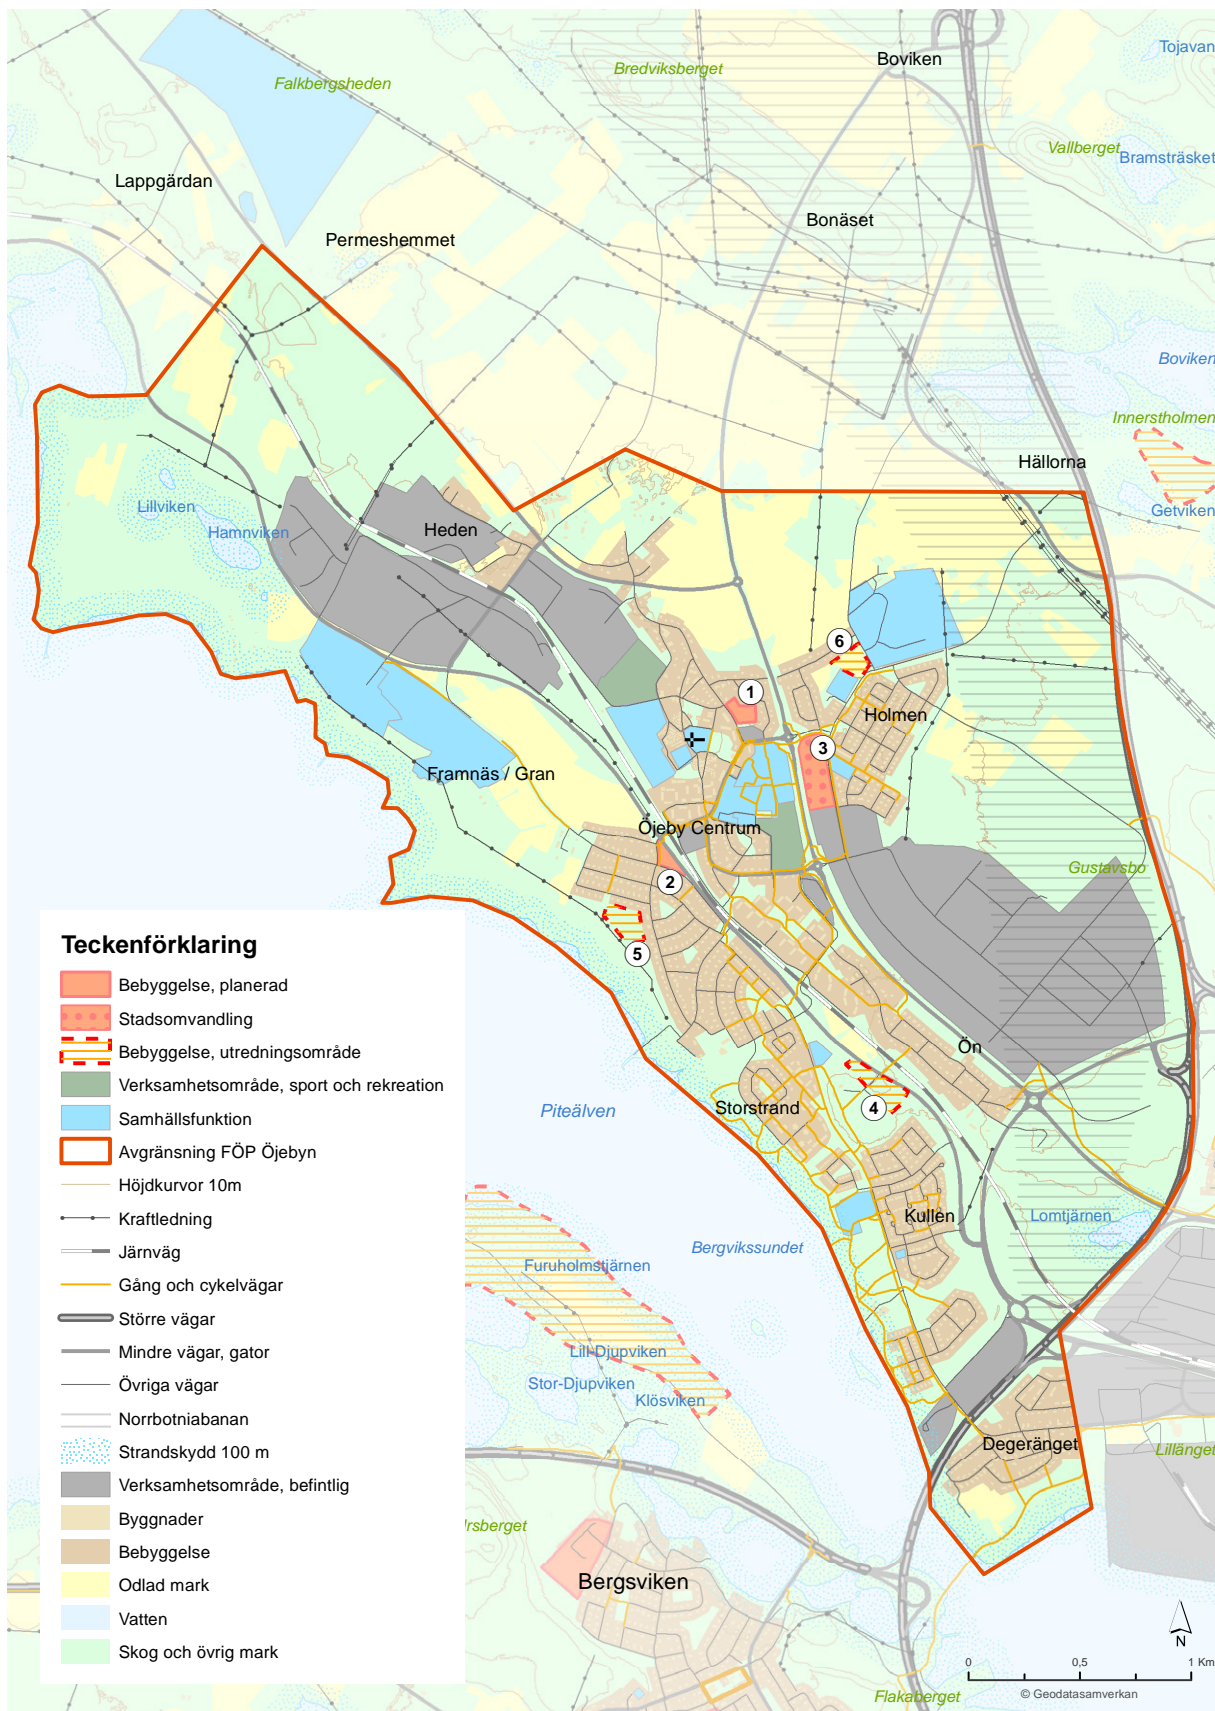 Boviken
Tojavan
Bredviksberget
Falkbergsheden
Vallberget
Bramsträsket
Lappgärdan
Bonäset
Permeshemmet
Boviken
Innerstholmen
Hällorna
Lillviken
Getviken
Hamnviken
Heden
6
1
Holmen
3
Framnäs / Gran
Öjeby Centrum
Gustavsbo
2
5
Ön
4
Storstrand
Piteälven
Kullen
Lomtjärnen
Bergvikssundet
Furuholmstjärnen
Lill-Djupviken
Stor-Djupviken
Klösviken
Degeränget
Lillänget
rsberget
Bergsviken
Flakaberget
Teckenförklaring
Bebyggelse, planerad
Stadsomvandling
Bebyggelse, utredningsområde
Verksamhetsområde, sport och rekreation
Samhällsfunktion
Avgränsning FÖP Öjebyn
Höjdkurvor 10m
Kraftledning
Järnväg
Gång och cykelvägar
Större vägar
Mindre vägar, gator
Övriga vägar
Norrbotniabanan
Strandskydd 100 m
Verksamhetsområde, befintlig
Byggnader
Bebyggelse
Odlad mark
Vatten
Skog och övrig mark
N
0 0,5 1 Km
© Geodatasamverkan